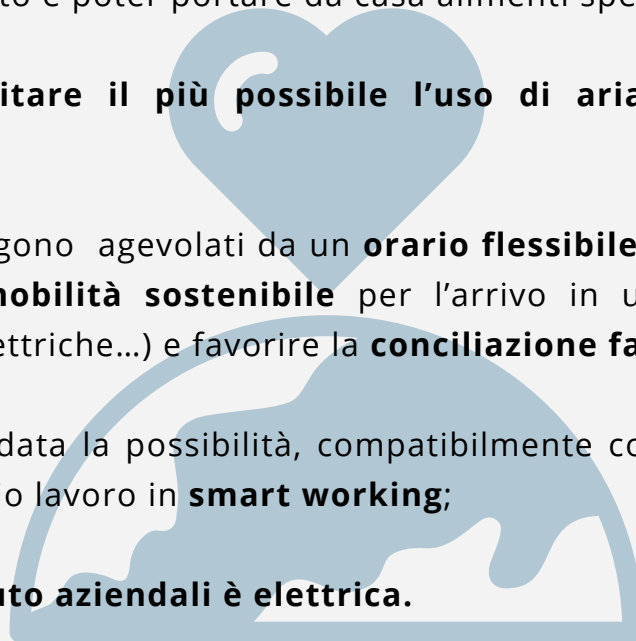 to e poter portare da casa alimenti spe
itare il più possibile l'uso di aria
gono agevolati da un orario flessibile
mobilità sostenibile per l'arrivo in u
ettriche…) e favorire la conciliazione fa
data la possibilità, compatibilmente co
io lavoro in smart working;
uto aziendali è elettrica.